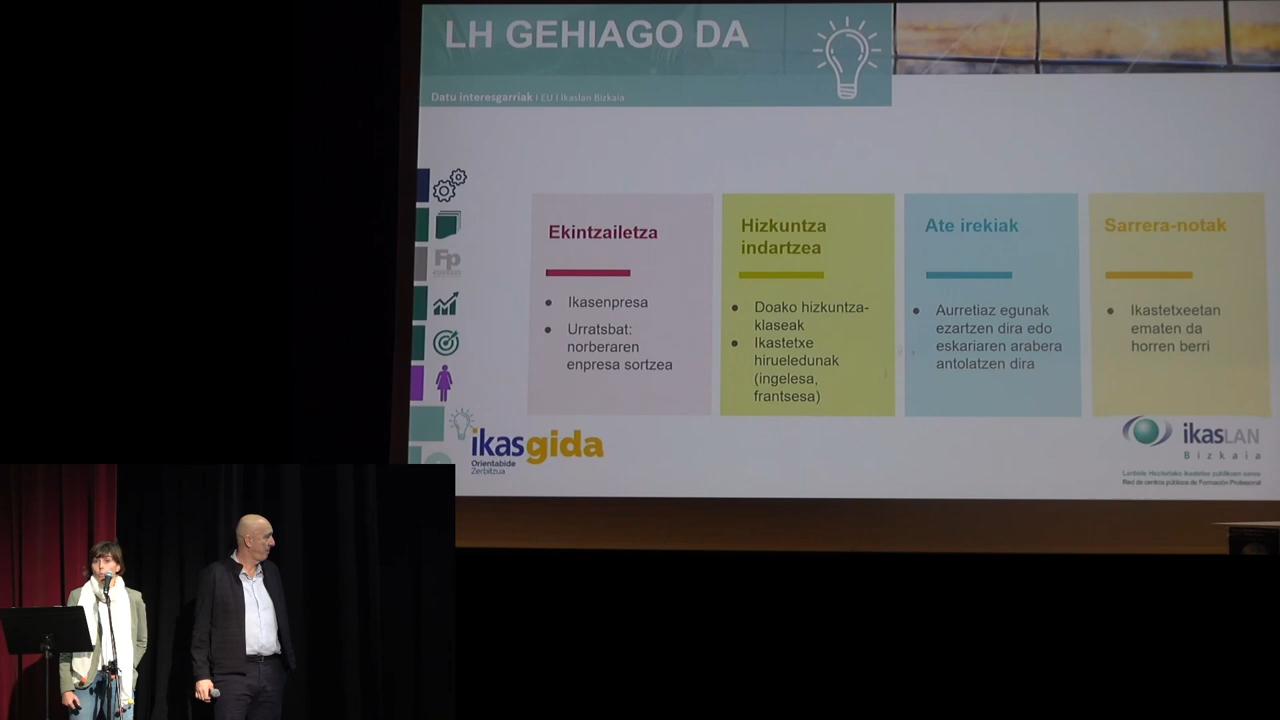 LH GEHIAGO DA
Datu interesgarriak | EU | Ikaslan Bizkaia
Fp
Ekintzailetza
Ikasenpresa
Urratsbat:
norberaren
enpresa sortzea
Hizkuntza
indartzea
Doako hizkuntza-
klaseak
Ikastetxe
hirueledunak
(ingelesa,
frantsesa)
Ate irekiak
Aurretiaz egunak
ezartzen dira edo
eskariaren arabera
antolatzen dira
Sarrera-notak
Ikastetxeetan
ematen da
horren berri
ikasgida
Orientabide
Zerbitzua
ikasLAN
Bizkaia
Lanbide Heziketako ikastetxe publikoen sarea
Red de centros públicos de Formación Profesional